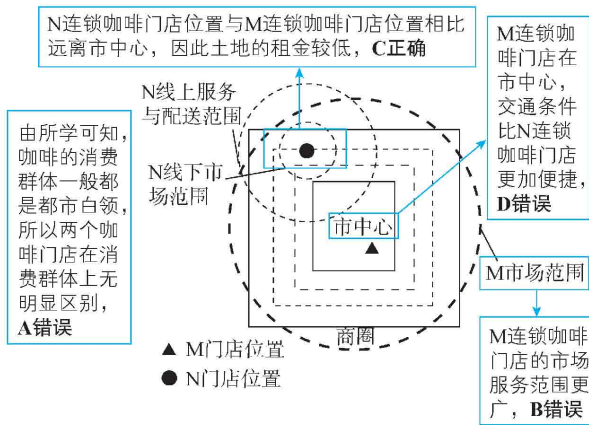 N连锁咖啡门店位置与M连锁咖啡门店位置相比
远离市中心，因此土地的租金较低，C正确
M连锁咖
啡门店在
市中心，
交通条件
比N连锁
咖啡门店
更加便捷，
D错误
N线上服务
与配送范围
由所学可知，
咖啡的消费
群体一般都
是都市白领，
所以两个咖
啡门店在消
费群体上无
明显区别，
A错误
N线下市
场范围
市中心
M市场范围
商圈
▲ M门店位置
● N门店位置
M连锁咖啡
门店的市场
服务范围更
广，B错误